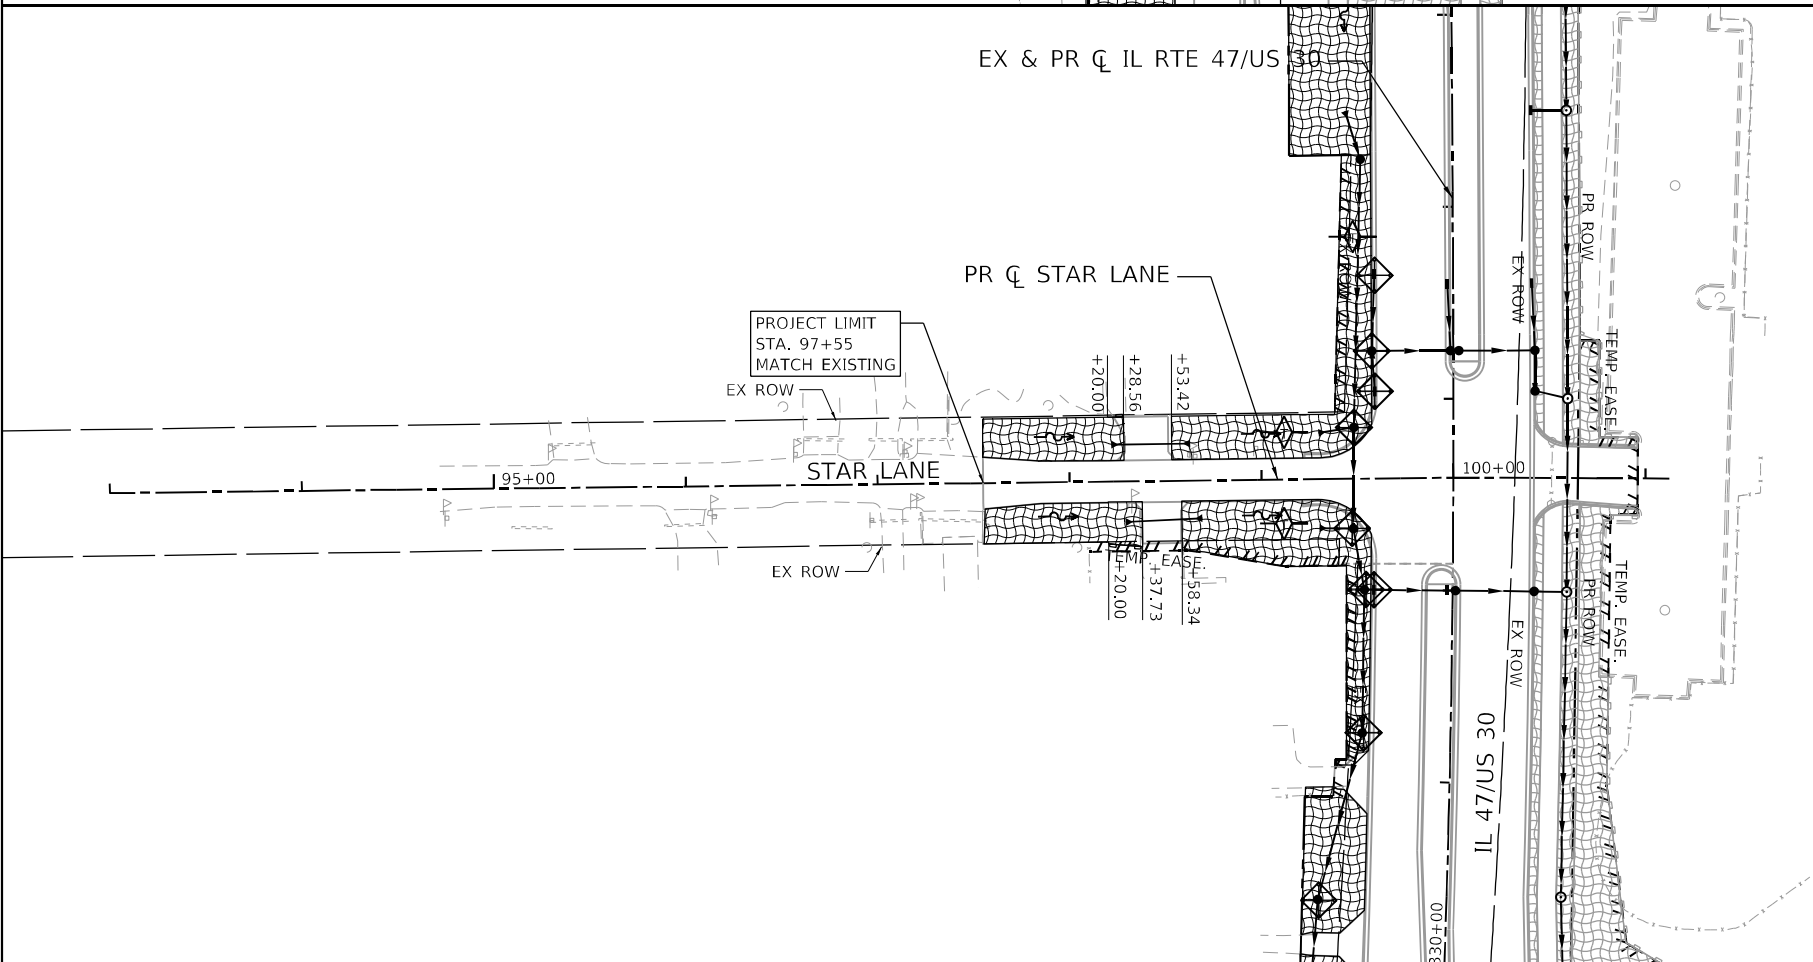 EX & PR ℄ IL RTE 47/US 30
PR ROW
EX ROW
PR ℄ STAR LANE
PROJECT LIMIT
STA. 97+55
MATCH EXISTING
EX ROW
+20.00
+28.56
+53.42
TEMP. EASE.
STAR LANE
95+00
100+00
EX ROW
TEMP. EASE.
+20.00
+37.73
+58.34
TEMP. EASE.
PR ROW
EX ROW
IL 47/US 30
830+00